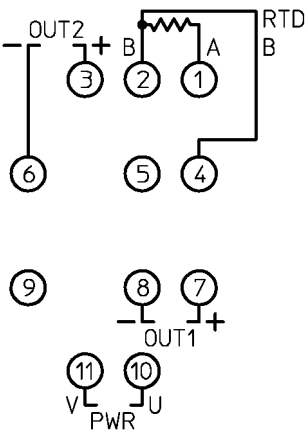 RTD
− OUT2 +
B A B
3 2 1
6 5 4
9 8 7
− OUT1 +
11 10
V PWR U